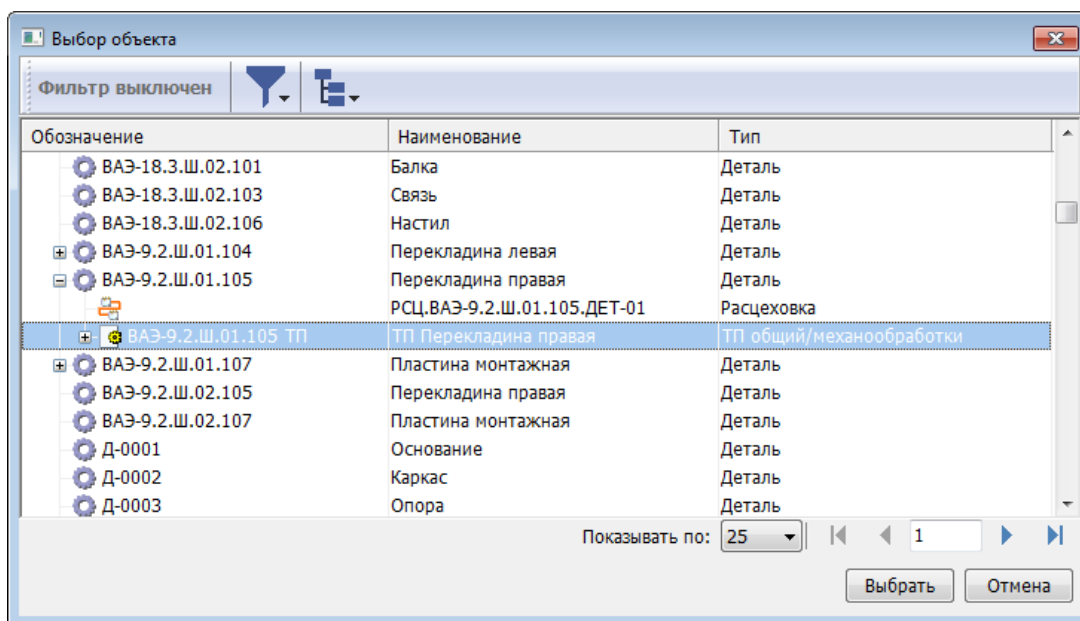 Выбор объекта
Фильтр выключен
Обозначение Наименование Тип
ВАЭ-18.3.Ш.02.101 Балка Деталь
ВАЭ-18.3.Ш.02.103 Связь Деталь
ВАЭ-18.3.Ш.02.106 Настил Деталь
ВАЭ-9.2.Ш.01.104 Перекладина левая Деталь
ВАЭ-9.2.Ш.01.105 Перекладина правая Деталь
РСЦ.ВАЭ-9.2.Ш.01.105.ДЕТ-01 Расцеховка
ВАЭ-9.2.Ш.01.105 ТП ТП Перекладина правая ТП общий/механообработки
ВАЭ-9.2.Ш.01.107 Пластина монтажная Деталь
ВАЭ-9.2.Ш.02.105 Перекладина правая Деталь
ВАЭ-9.2.Ш.02.107 Пластина монтажная Деталь
Д-0001 Основание Деталь
Д-0002 Каркас Деталь
Д-0003 Опора Деталь
Показывать по: 25 1
Выбрать Отмена